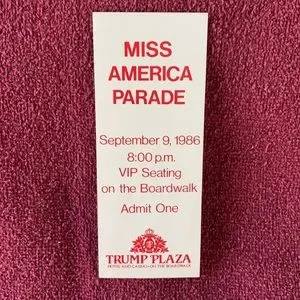 MISS
AMERICA
PARADE
September 9, 1986
8:00 p.m.
VIP Seating
on the Boardwalk
Admit One
TRUMP PLAZA
HOTEL AND CASINO • ON THE BOARDWALK